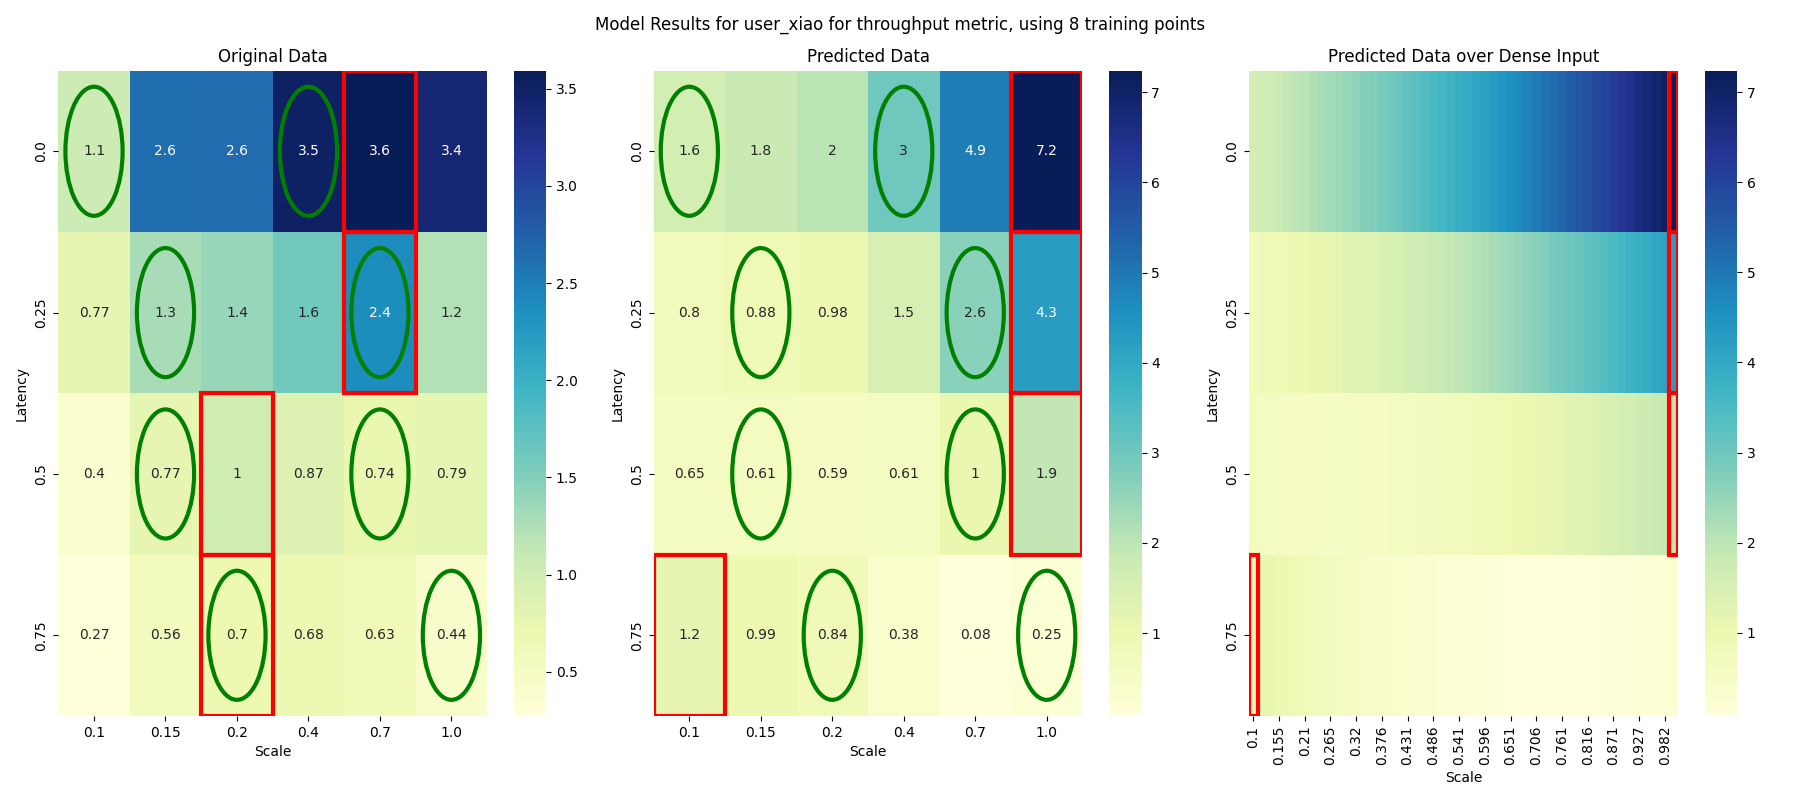 Model Results for user_xiao for throughput metric, using 8 training points
Original Data
0.0 1.1 2.6 2.6 3.5 3.6 3.4
0.25 0.77 1.3 1.4 1.6 2.4 1.2
0.5 0.4 0.77 1 0.87 0.74 0.79
0.75 0.27 0.56 0.7 0.68 0.63 0.44
0.1 0.15 0.2 0.4 0.7 1.0
Scale
Latency
3.5
3.0
2.5
2.0
1.5
1.0
0.5
Predicted Data
0.0 1.6 1.8 2 3 4.9 7.2
0.25 0.8 0.88 0.98 1.5 2.6 4.3
0.5 0.65 0.61 0.59 0.61 1 1.9
0.75 1.2 0.99 0.84 0.38 0.08 0.25
0.1 0.15 0.2 0.4 0.7 1.0
Scale
Latency
7
6
5
4
3
2
1
Predicted Data over Dense Input
0.0
0.25
0.5
0.75
0.1 0.155 0.21 0.265 0.32 0.376 0.431 0.486 0.541 0.596 0.651 0.706 0.761 0.816 0.871 0.927 0.982
Scale
Latency
7
6
5
4
3
2
1